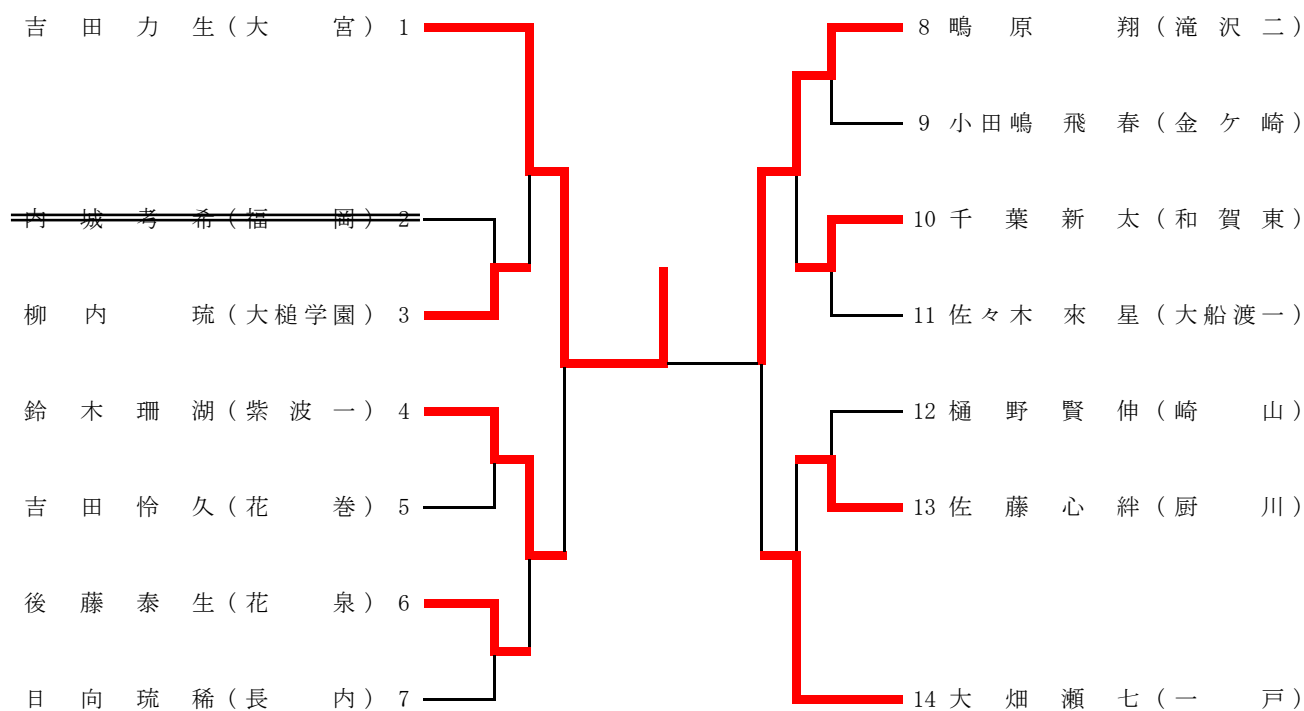 吉田力生(大宮) 1
内城考希(福岡) 2
柳内琉(大槌学園) 3
鈴木珊湖(紫波一) 4
吉田怜久(花巻) 5
後藤泰生(花泉) 6
日向琉稀(長内) 7
8 鴫原翔(滝沢二)
9 小田嶋飛春(金ケ崎)
10 千葉新太(和賀東)
11 佐々木來星(大船渡一)
12 樋野賢伸(崎山)
13 佐藤心絆(厨川)
14 大畑瀬七(一戸)